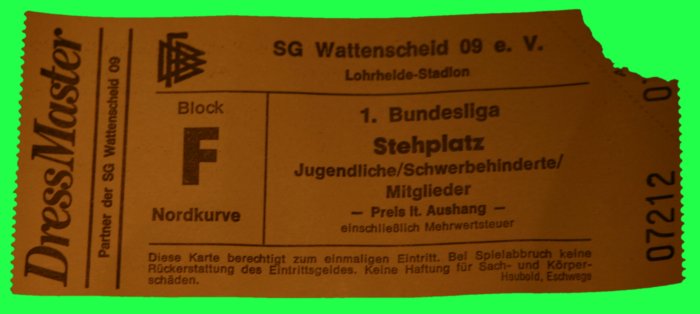 DressMaster
Partner der SG Wattenscheid 09
SG Wattenscheid 09 e. V.
Lohrheide-Stadion
Block
F
Nordkurve
1. Bundesliga
Stehplatz
Jugendliche/Schwerbehinderte/
Mitglieder
— Preis lt. Aushang —
einschließlich Mehrwertsteuer
Diese Karte berechtigt zum einmaligen Eintritt. Bei Spielabbruch keine
Rückerstattung des Eintrittsgeldes. Keine Haftung für Sach- und Körper-
schäden.
Haubold, Eschwege
07212